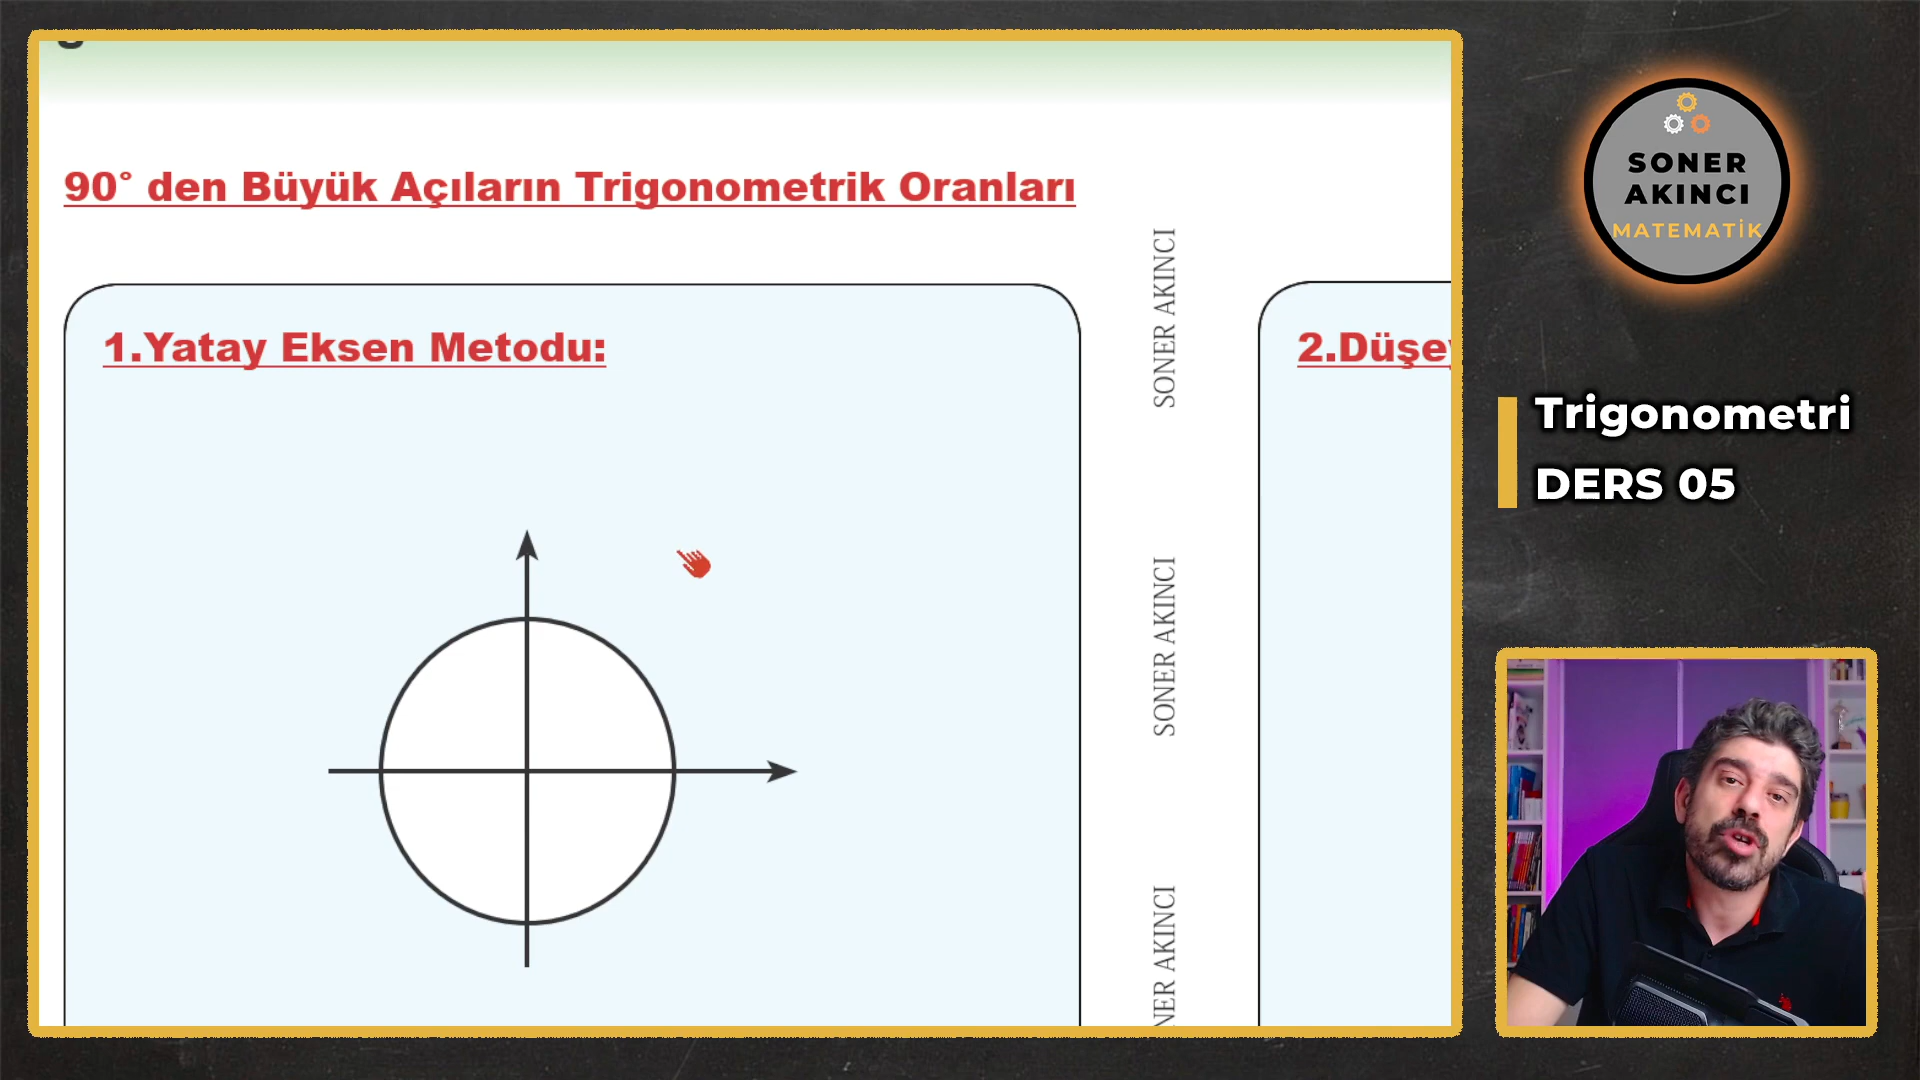 90° den Büyük Açıların Trigonometrik Oranları
1.Yatay Eksen Metodu:
SONER AKINCI
SONER AKINCI
NER AKINCI
2.Düşey
SONER
AKINCI
MATEMATİK
Trigonometri
DERS 05